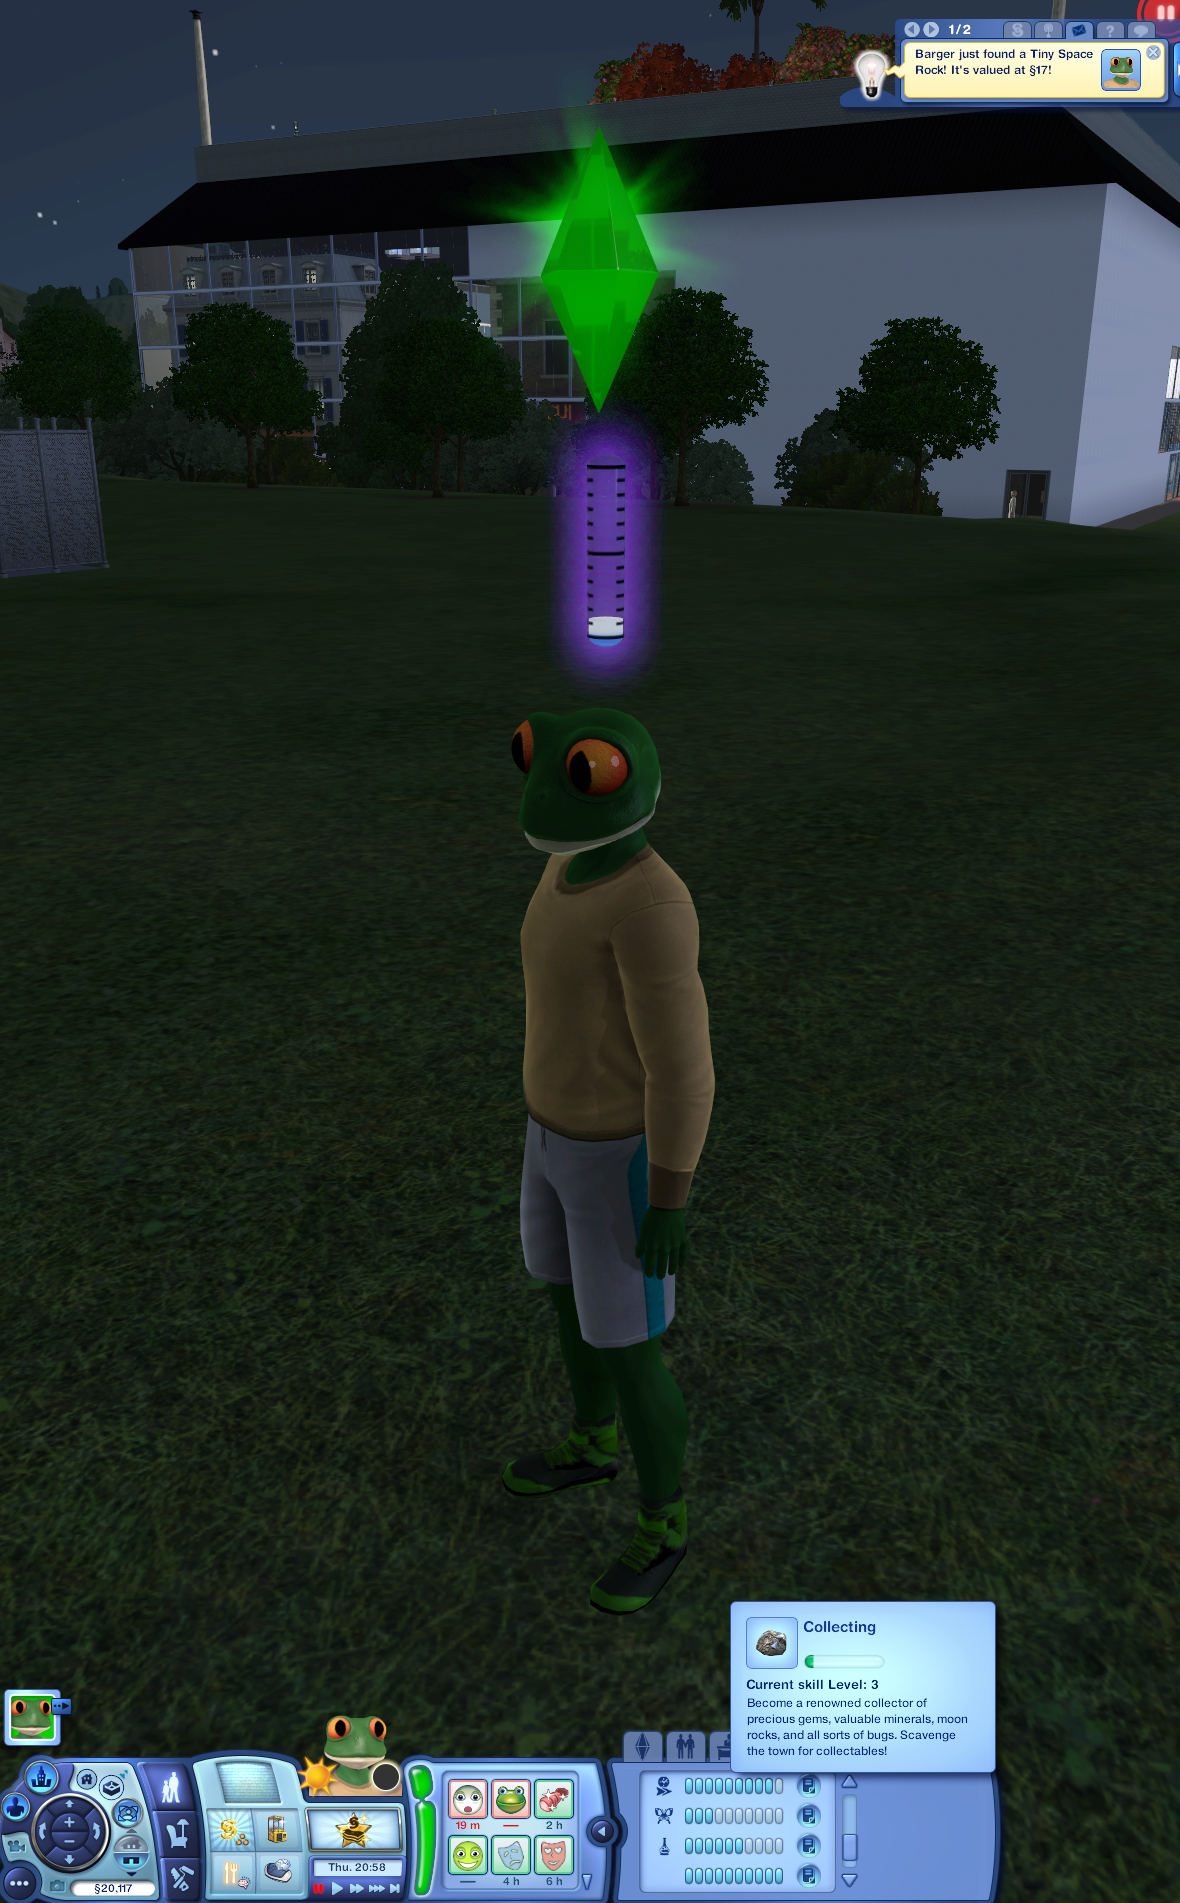 1/2
Barger just found a Tiny Space
Rock! It's valued at §17!
Collecting
Current skill Level: 3
Become a renowned collector of
precious gems, valuable minerals, moon
rocks, and all sorts of bugs. Scavenge
the town for collectables!
19 m
2 h
4 h
6 h
Thu. 20:58
§20,117